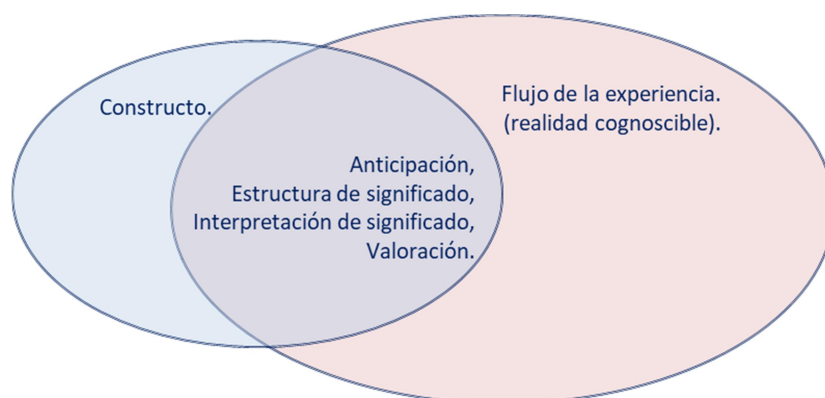 Constructo.
Flujo de la experiencia.
(realidad cognoscible).
Anticipación,
Estructura de significado,
Interpretación de significado,
Valoración.